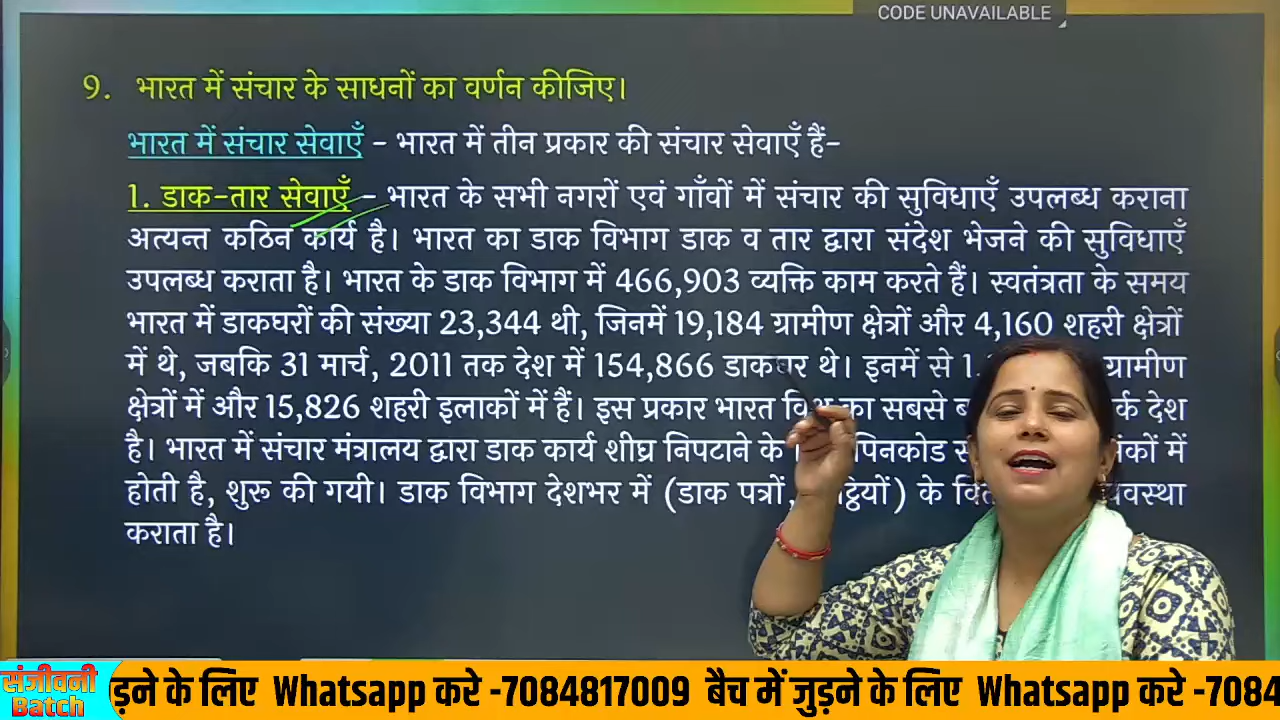 CODE UNAVAILABLE
9. भारत में संचार के साधनों का वर्णन कीजिए।
भारत में संचार सेवाएँ - भारत में तीन प्रकार की संचार सेवाएँ हैं-
1. डाक-तार सेवाएँ - भारत के सभी नगरों एवं गाँवों में संचार की सुविधाएँ उपलब्ध कराना
अत्यन्त कठिन कार्य है। भारत का डाक विभाग डाक व तार द्वारा संदेश भेजने की सुविधाएँ
उपलब्ध कराता है। भारत के डाक विभाग में 466,903 व्यक्ति काम करते हैं। स्वतंत्रता के समय
भारत में डाकघरों की संख्या 23,344 थी, जिनमें 19,184 ग्रामीण क्षेत्रों और 4,160 शहरी क्षेत्रों
में थे, जबकि 31 मार्च, 2011 तक देश में 154,866 डाकघर थे। इनमें से ग्रामीण
क्षेत्रों में और 15,826 शहरी इलाकों में हैं। इस प्रकार भारत विश्व का सबसे देश
है। भारत में संचार मंत्रालय द्वारा डाक कार्य शीघ्र निपटाने के पिनकोड में
होती है, शुरू की गयी। डाक विभाग देशभर में (डाक पत्रों, के
कराता है।
संजीवनी
Batch
ड़ने के लिए Whatsapp करे -7084817009 बैच में जुड़ने के लिए Whatsapp करे -7084